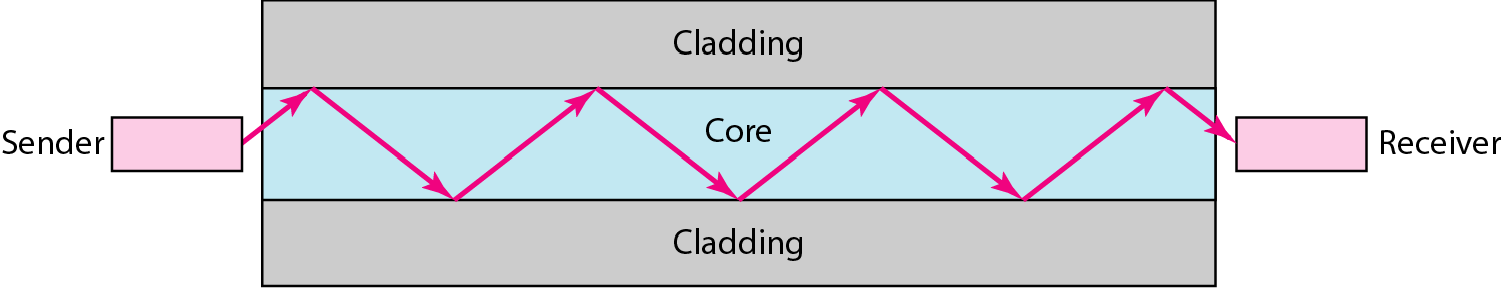 Cladding
Sender
Core
Receiver
Cladding